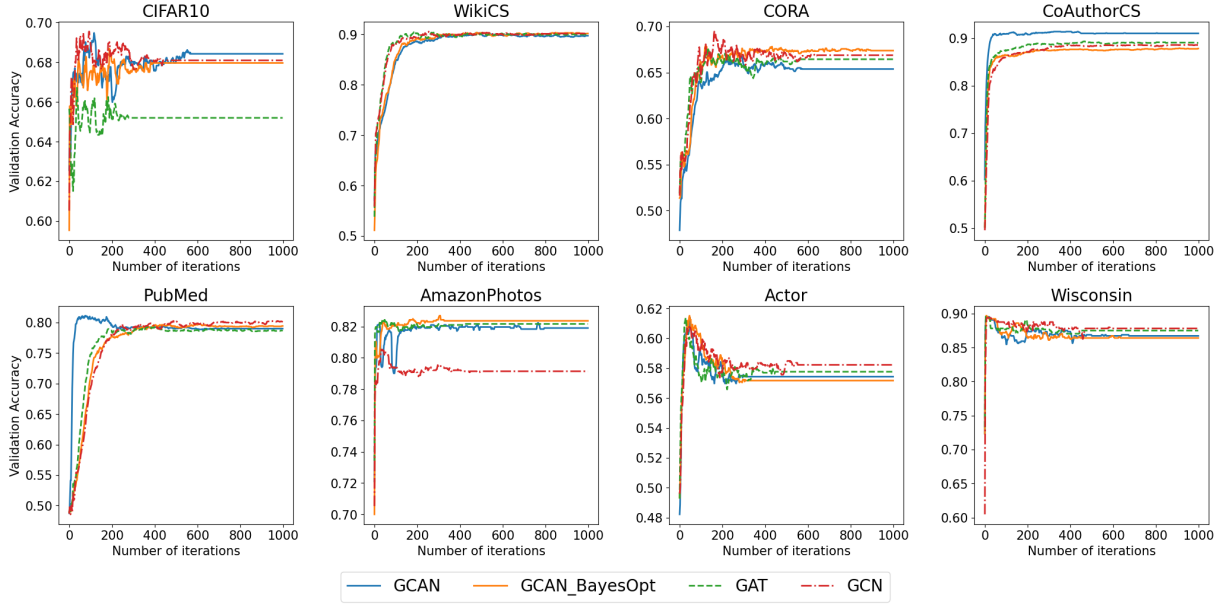 CIFAR10
WikiCS
CORA
CoAuthorCS
Validation Accuracy
0.70
0.68
0.66
0.64
0.62
0.60
0 200 400 600 800 1000
Number of iterations
0.9
0.8
0.7
0.6
0.5
0 200 400 600 800 1000
Number of iterations
0.70
0.65
0.60
0.55
0.50
0 200 400 600 800 1000
Number of iterations
0.9
0.8
0.7
0.6
0.5
0 200 400 600 800 1000
Number of iterations
PubMed
AmazonPhotos
Actor
Wisconsin
Validation Accuracy
0.80
0.75
0.70
0.65
0.60
0.55
0.50
0 200 400 600 800 1000
Number of iterations
0.82
0.80
0.78
0.76
0.74
0.72
0.70
0 200 400 600 800 1000
Number of iterations
0.62
0.60
0.58
0.56
0.54
0.52
0.50
0.48
0 200 400 600 800 1000
Number of iterations
0.90
0.85
0.80
0.75
0.70
0.65
0.60
0 200 400 600 800 1000
Number of iterations
GCAN GCAN_BayesOpt GAT GCN